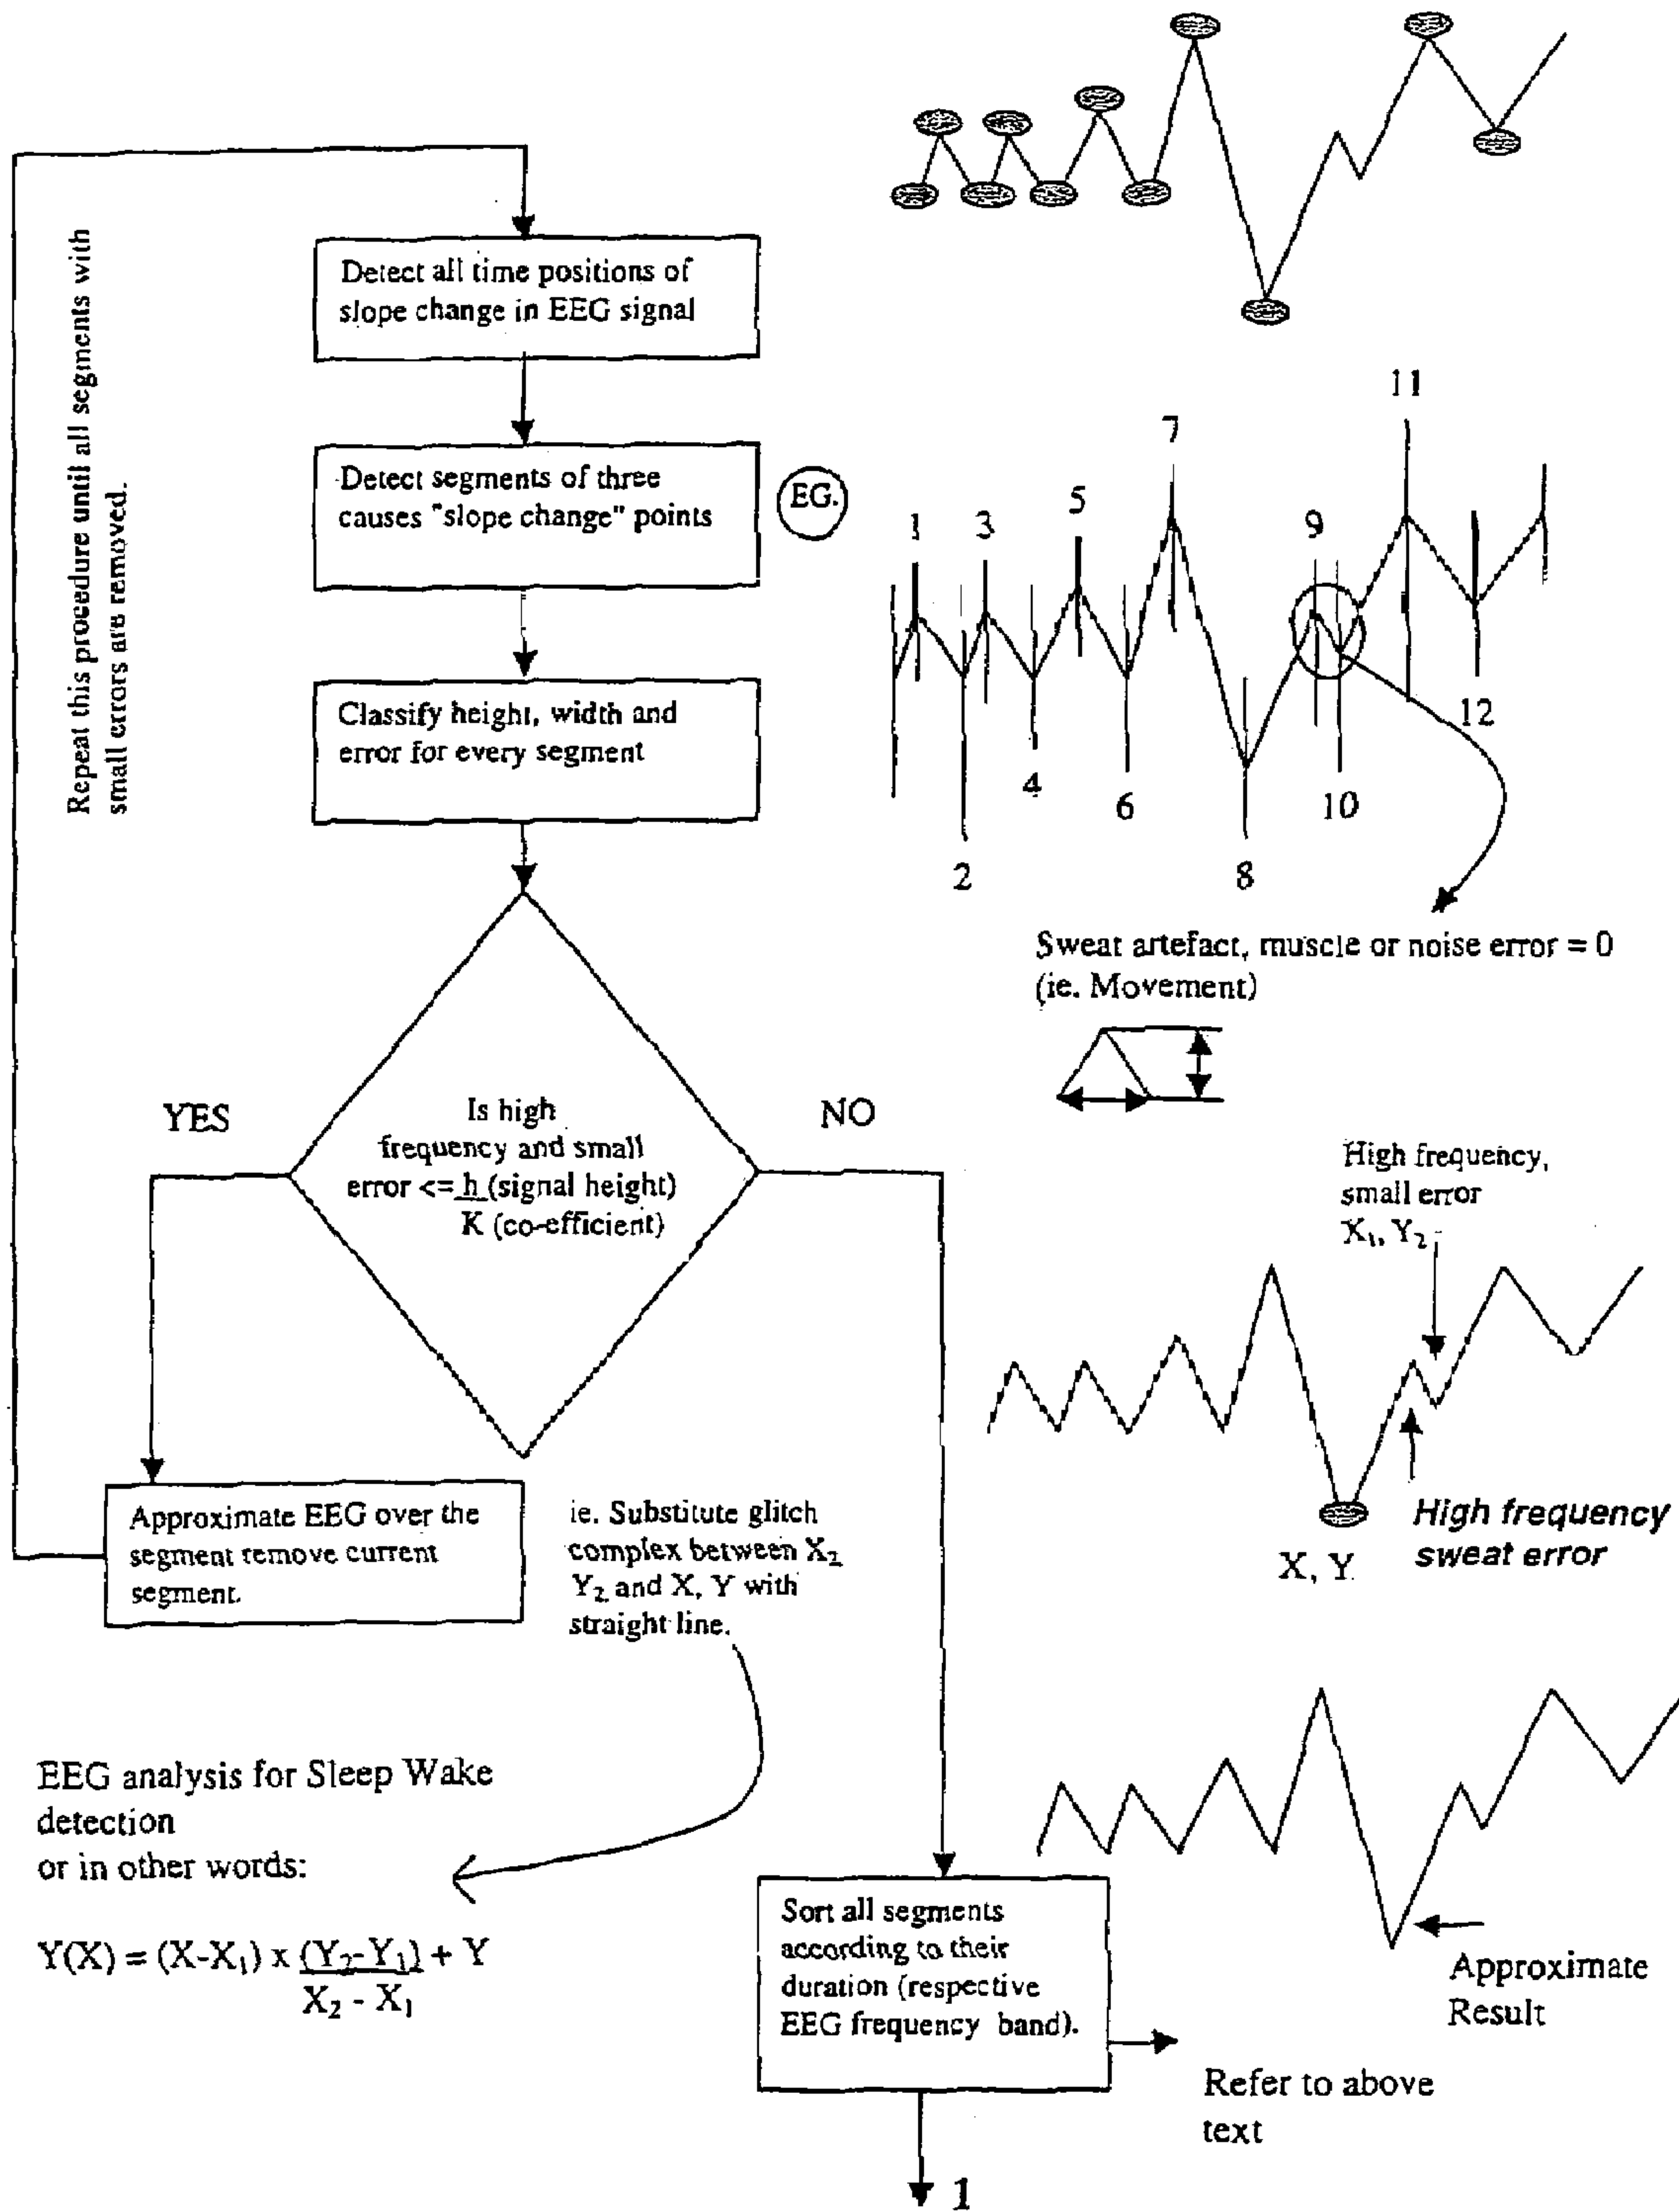 Repeat this procedure until all segments with
small errors are removed.
Detect all time positions of
slope change in EEG signal
Detect segments of three
causes "slope change" points
EG.
Classify height, width and
error for every segment
1
2
3
4
5
6
7
8
9
10
11
12
Sweat artefact, muscle or noise error = 0
(ie. Movement)
YES
Is high
frequency and small
error <= h (signal height)
K (co-efficient)
NO
High frequency,
small error
X₁, Y₂
X, Y
High frequency
sweat error
Approximate EEG over the
segment remove current
segment.
ie. Substitute glitch
complex between X₂
Y₂ and X, Y with
straight line.
EEG analysis for Sleep Wake
detection
or in other words:
Y(X) = (X-X₁) x (Y₂-Y₁) + Y
X₂ - X₁
Sort all segments
according to their
duration (respective
EEG frequency band).
Approximate
Result
Refer to above
text
1